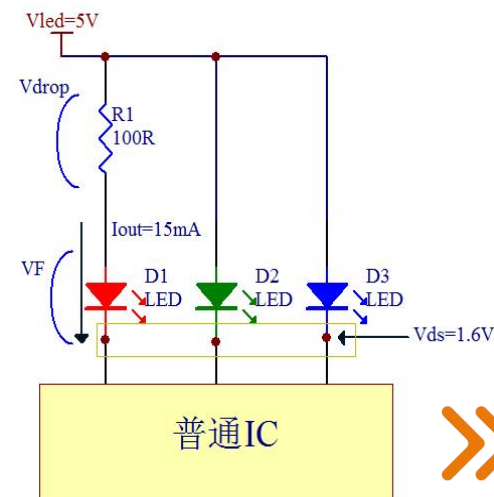 Vled=5V
Vdrop
R1
100R
Iout=15mA
VF
D1
LED
D2
LED
D3
LED
Vds=1.6V
普通IC